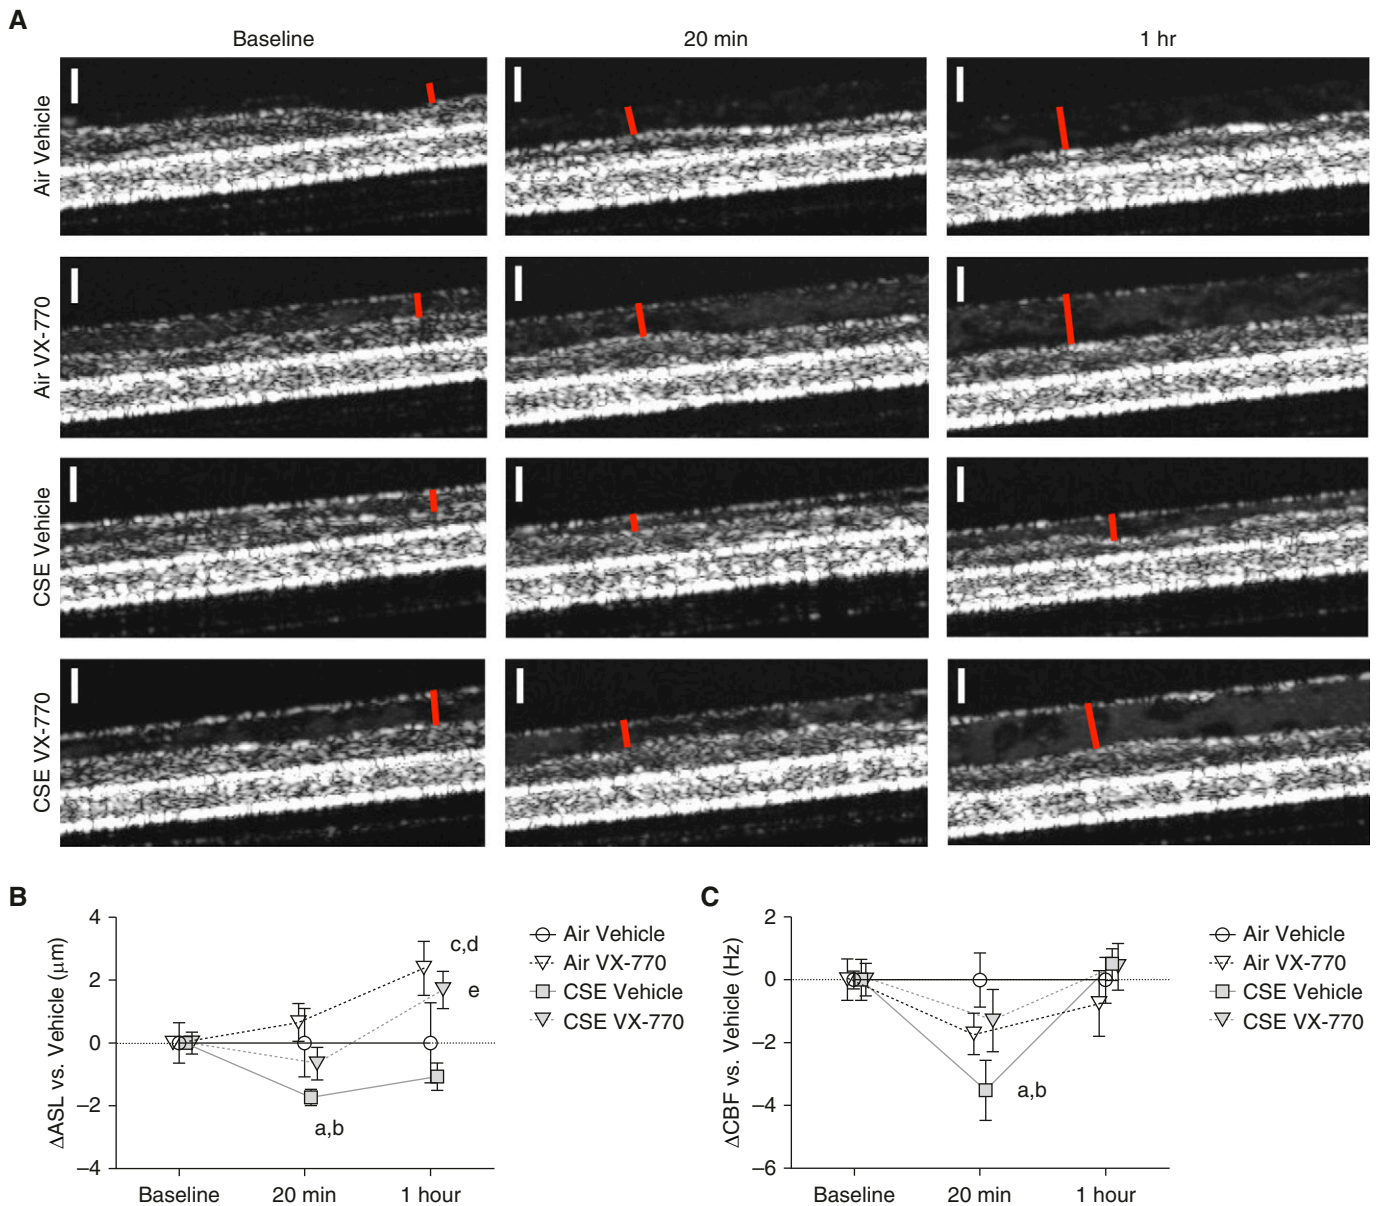 A
Baseline
20 min
1 hr
Air Vehicle
Air VX-770
CSE Vehicle
CSE VX-770
B
ΔASL vs. Vehicle (μm)
4
2
0
–2
–4
Baseline
20 min
1 hour
c,d
e
a,b
Air Vehicle
Air VX-770
CSE Vehicle
CSE VX-770
C
ΔCBF vs. Vehicle (Hz)
2
0
–2
–4
–6
Baseline
20 min
1 hour
a,b
Air Vehicle
Air VX-770
CSE Vehicle
CSE VX-770